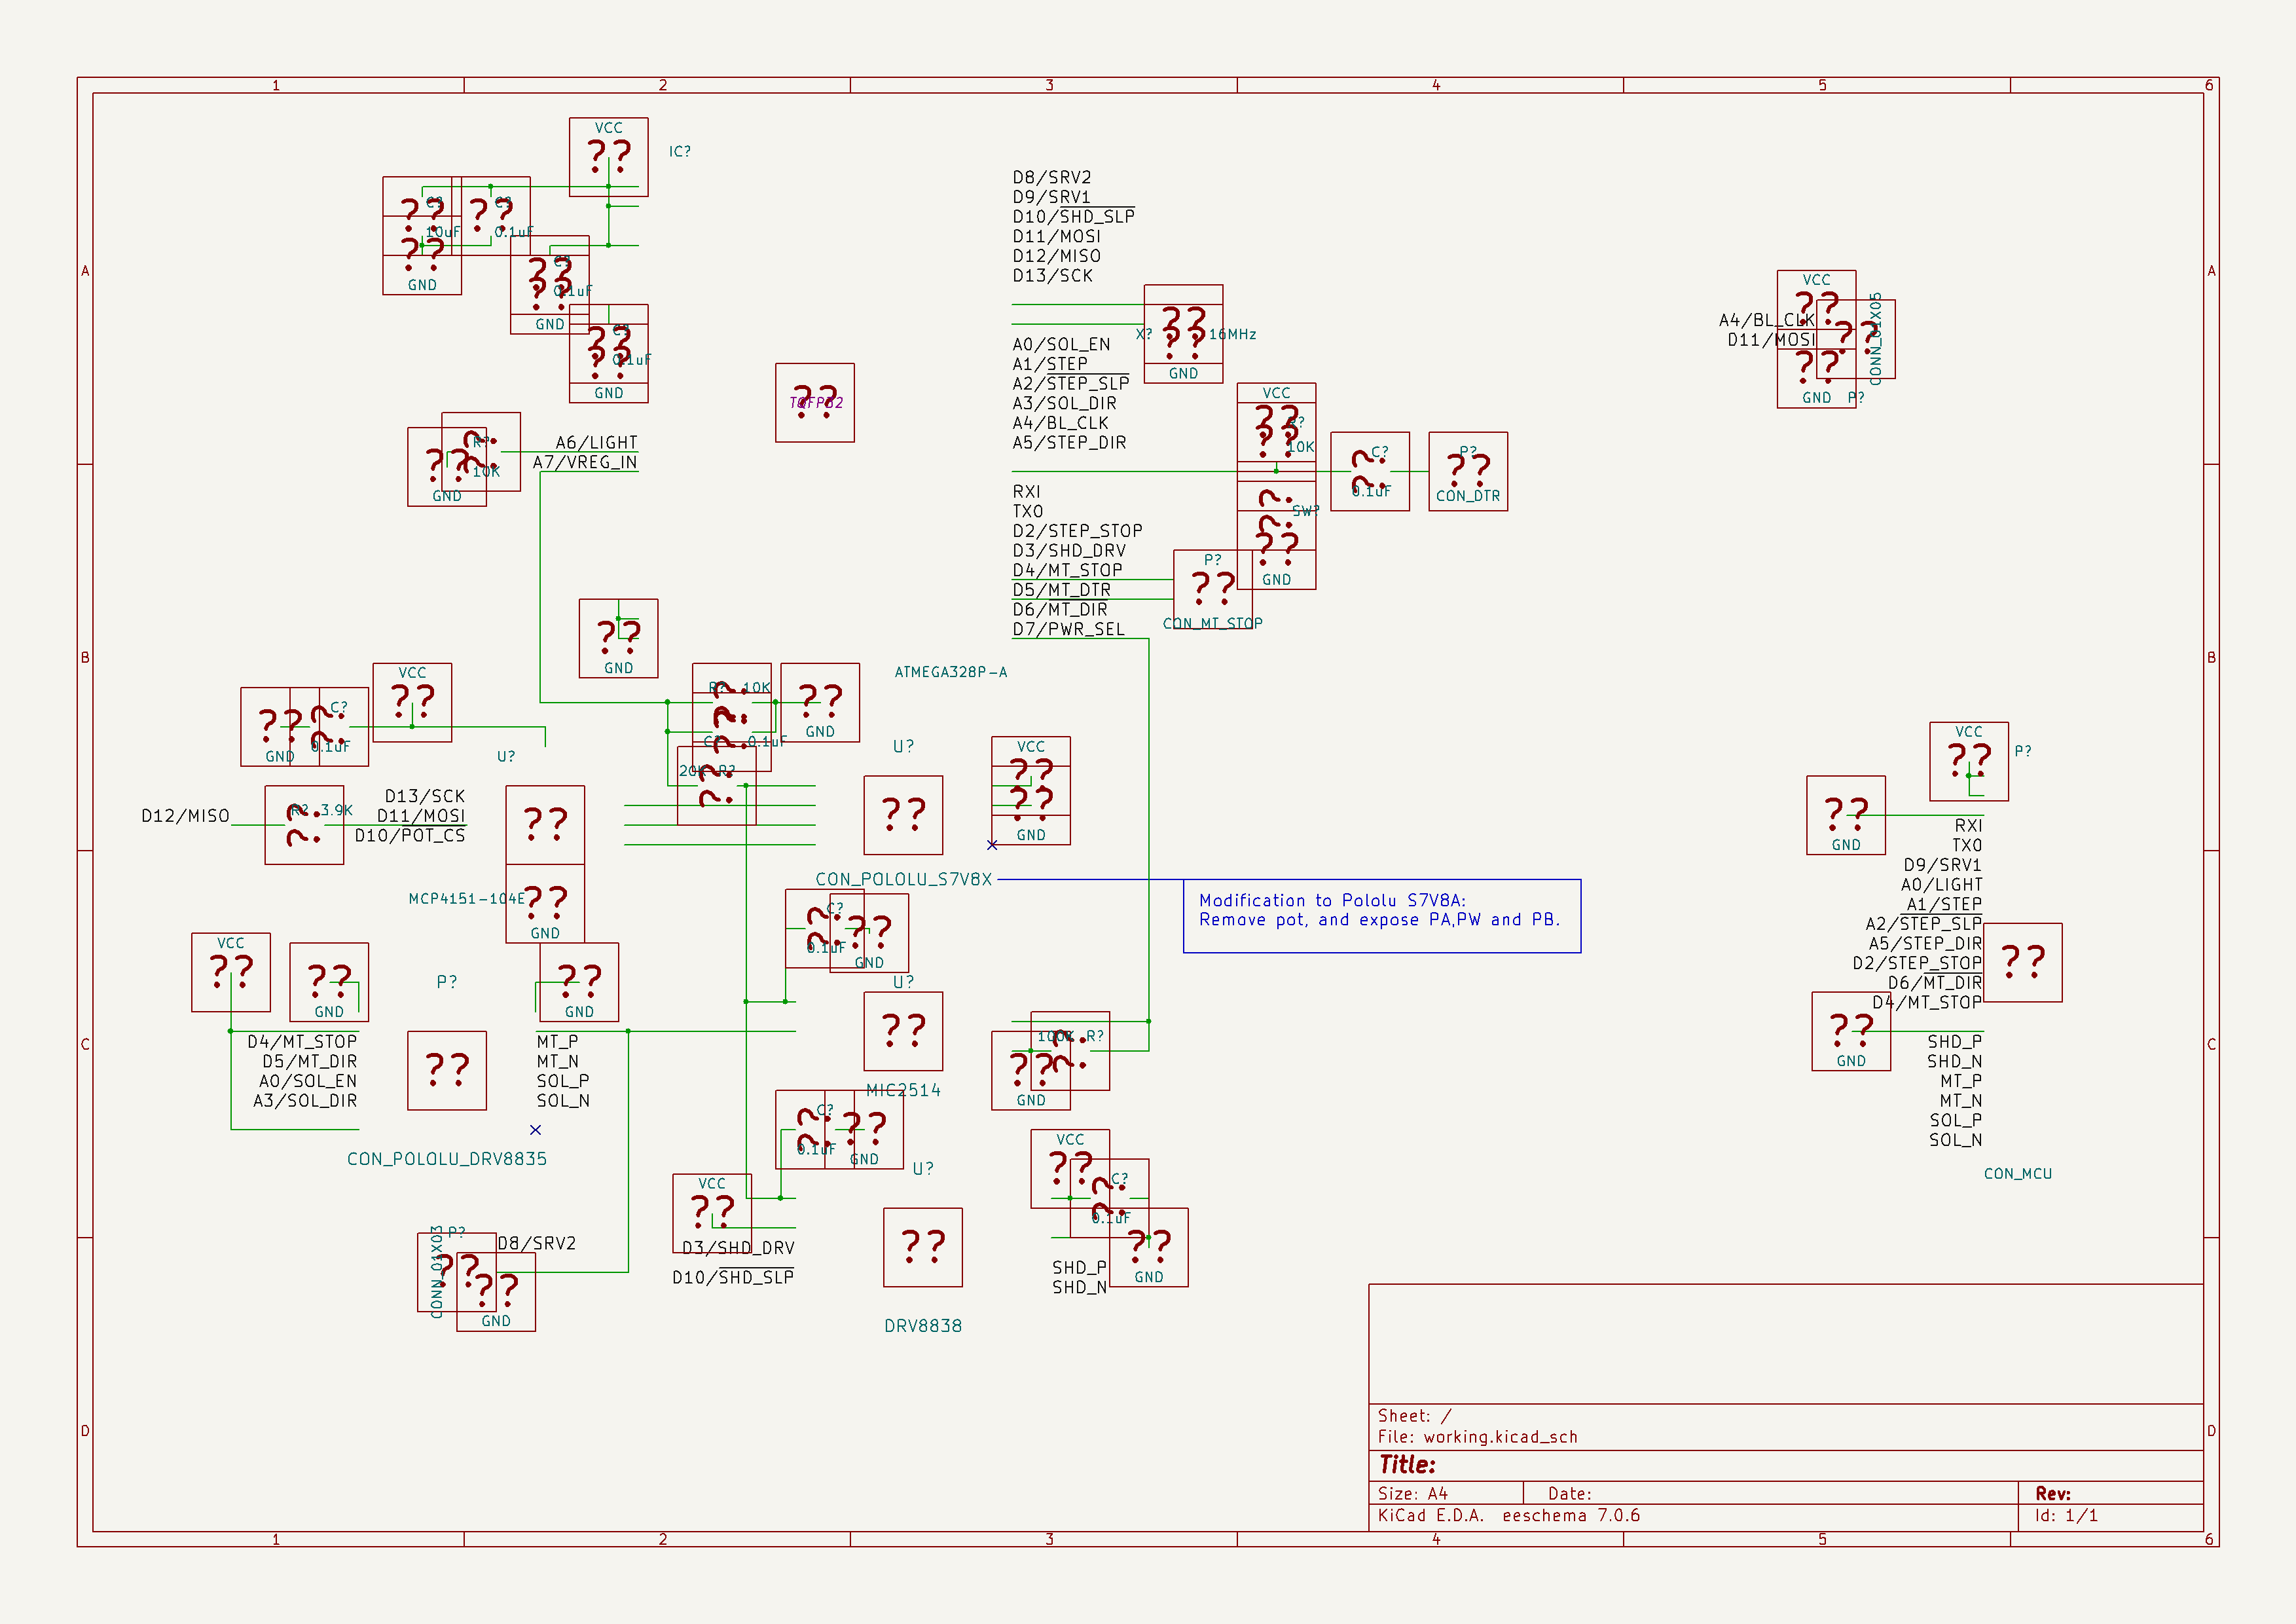 1 2 3 4 5 6
VCC
??
IC?
C?
10uF
??
??
GND
C?
0.1uF
??
C?
0.1uF
??
??
GND
C?
0.1uF
??
??
GND
D8/SRV2
D9/SRV1
D10/SHD_SLP
D11/MOSI
D12/MISO
D13/SCK
X?
16MHz
??
??
GND
A0/SOL_EN
A1/STEP
A2/STEP_SLP
A3/SOL_DIR
A4/BL_CLK
A5/STEP_DIR
TQFP32
??
A
A
VCC
??
A4/BL_CLK
D11/MOSI
??
??
CONN_01X05
GND
P?
R?
10K
??
??
GND
A6/LIGHT
A7/VREG_IN
VCC
??
??
10K
C?
??
0.1uF
P?
??
CON_DTR
SW?
??
??
GND
RXI
TX0
D2/STEP_STOP
D3/SHD_DRV
D4/MT_STOP
D5/MT_DTR
D6/MT_DIR
D7/PWR_SEL
P?
??
CON_MT_STOP
??
GND
B
B
ATMEGA328P-A
VCC
??
C?
0.1uF
??
??
GND
U?
R?
10K
??
??
C?
0.1uF
??
GND
20K
R?
??
U?
??
VCC
??
??
GND
CON_POLOLU_S7V8X
Modification to Pololu S7V8A:
Remove pot, and expose PA,PW and PB.
D12/MISO
R?
3.9K
??
D13/SCK
D11/MOSI
D10/POT_CS
??
MCP4151-104E
??
GND
C?
0.1uF
??
??
GND
VCC
??
P?
??
GND
RXI
TX0
D9/SRV1
A0/LIGHT
A1/STEP
A2/STEP_SLP
A5/STEP_DIR
D2/STEP_STOP
D6/MT_DIR
D4/MT_STOP
??
??
GND
SHD_P
SHD_N
MT_P
MT_N
SOL_P
SOL_N
CON_MCU
VCC
??
??
GND
P?
??
GND
C
C
D4/MT_STOP
D5/MT_DIR
A0/SOL_EN
A3/SOL_DIR
??
MT_P
MT_N
SOL_P
SOL_N
CON_POLOLU_DRV8835
U?
??
MIC2514
100K
R?
??
??
GND
C?
0.1uF
??
??
GND
U?
VCC
??
D3/SHD_DRV
D10/SHD_SLP
??
DRV8838
VCC
??
C?
0.1uF
??
??
GND
SHD_P
SHD_N
P?
CONN_01X03
D8/SRV2
??
??
GND
D
D
Sheet: /
File: working.kicad_sch
Title:
Size: A4
Date:
Rev:
KiCad E.D.A. eeschema 7.0.6
Id: 1/1
1 2 3 4 5 6